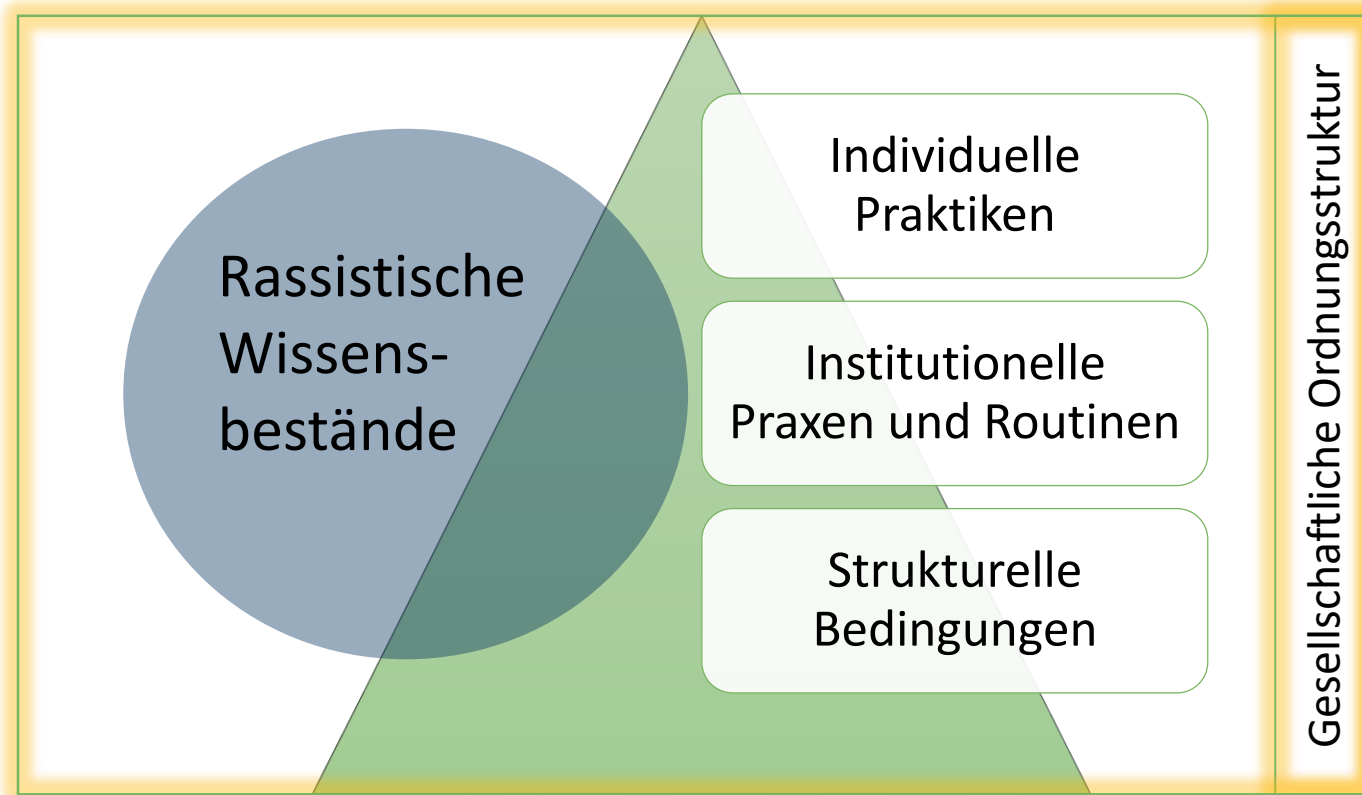 Rassistische
Wissens-
bestände
Individuelle
Praktiken
Institutionelle
Praxen und Routinen
Strukturelle
Bedingungen
Gesellschaftliche Ordnungsstruktur